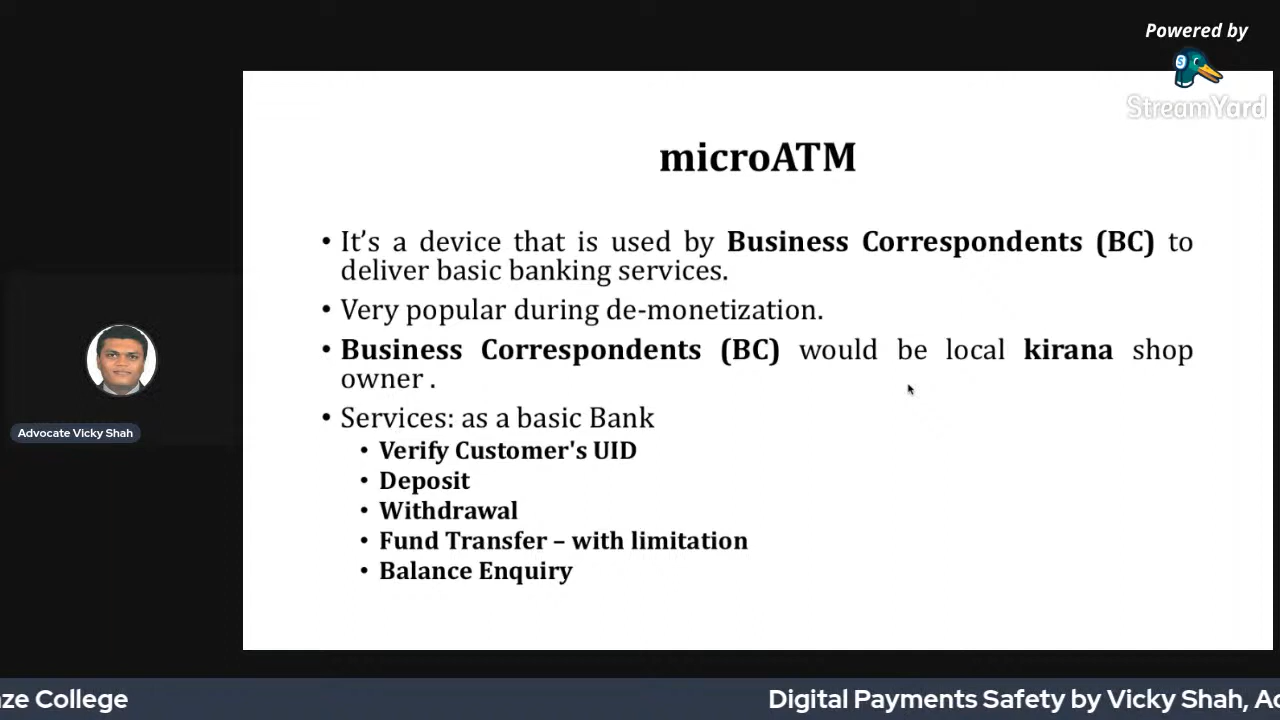 Powered by
StreamYard
microATM
• It's a device that is used by Business Correspondents (BC) to
deliver basic banking services.
• Very popular during de-monetization.
• Business Correspondents (BC) would be local kirana shop
owner .
• Services: as a basic Bank
• Verify Customer's UID
• Deposit
• Withdrawal
• Fund Transfer – with limitation
• Balance Enquiry
Advocate Vicky Shah
ze College
Digital Payments Safety by Vicky Shah,